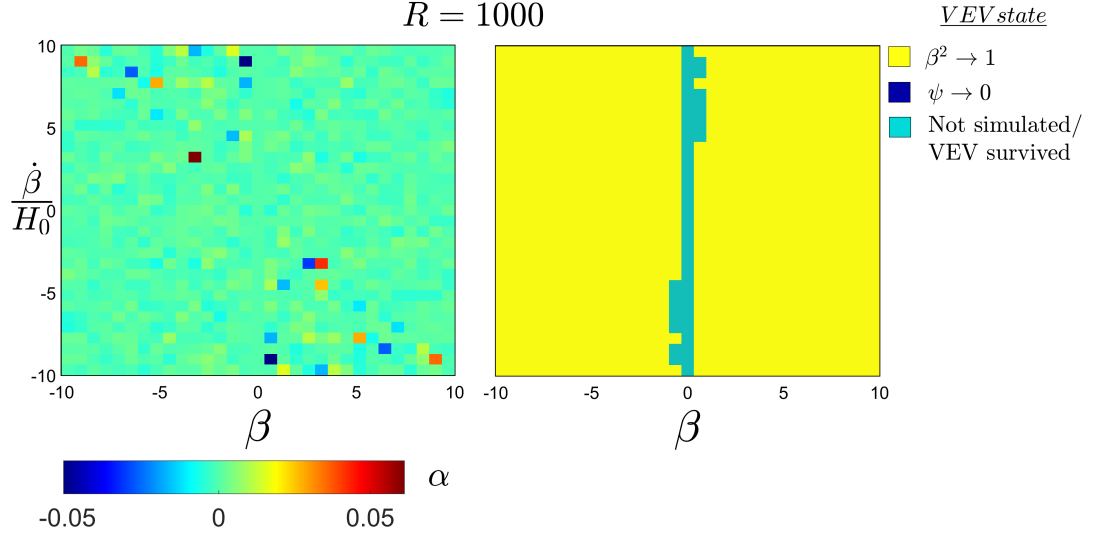 R = 1000
VEV state
β² → 1
ψ → 0
Not simulated/
VEV survived
10
5
0
-5
-10
β̇/H₀
-10 -5 0 5 10
β
-10 -5 0 5 10
β
α
-0.05 0 0.05